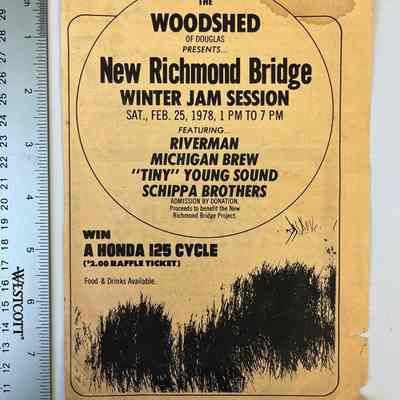 THE
WOODSHED
OF DOUGLAS
PRESENTS...
New Richmond Bridge
WINTER JAM SESSION
SAT., FEB. 25, 1978, 1 PM TO 7 PM
FEATURING...
RIVERMAN
MICHIGAN BREW
"TINY" YOUNG SOUND
SCHIPPA BROTHERS
ADMISSION BY DONATION.
Proceeds to benefit the New
Richmond Bridge Project.
WIN
A HONDA 125 CYCLE
($2.00 RAFFLE TICKET)
Food & Drinks Available.
WESTCOTT